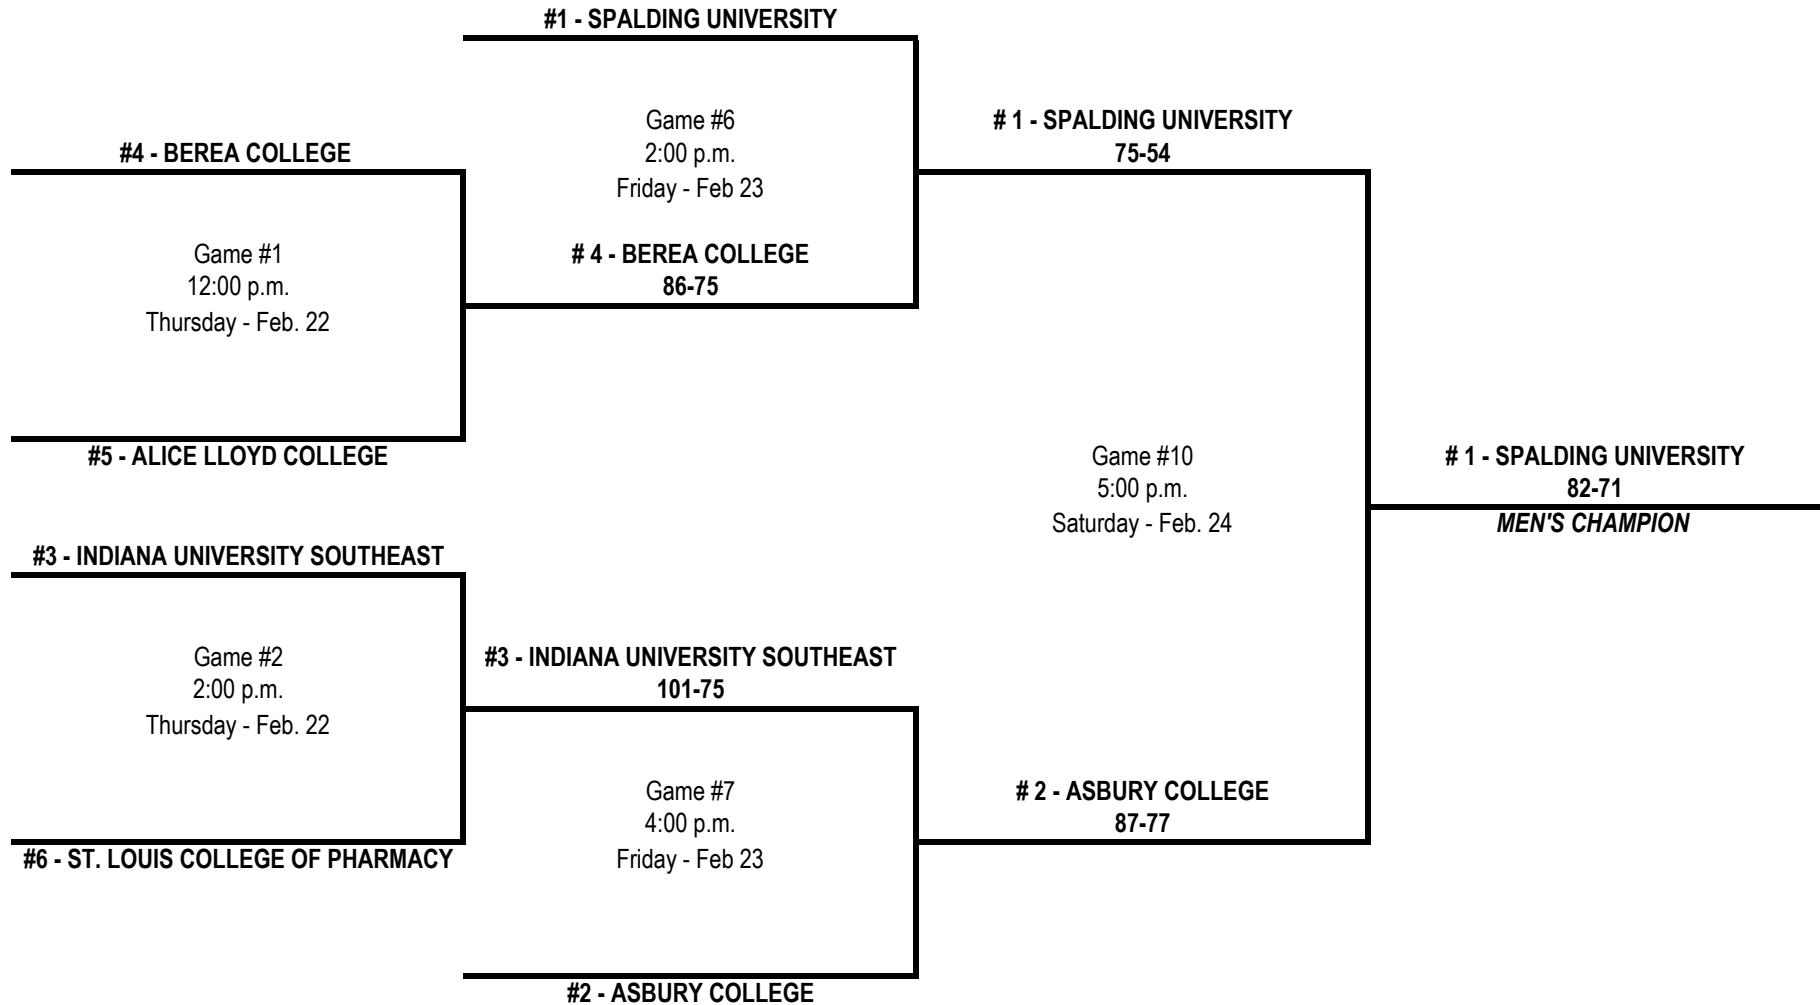 #1 - SPALDING UNIVERSITY
Game #6
2:00 p.m.
Friday - Feb 23
# 1 - SPALDING UNIVERSITY
75-54
#4 - BEREA COLLEGE
Game #1
12:00 p.m.
Thursday - Feb. 22
# 4 - BEREA COLLEGE
86-75
#5 - ALICE LLOYD COLLEGE
Game #10
5:00 p.m.
Saturday - Feb. 24
# 1 - SPALDING UNIVERSITY
82-71
MEN'S CHAMPION
#3 - INDIANA UNIVERSITY SOUTHEAST
Game #2
2:00 p.m.
Thursday - Feb. 22
#3 - INDIANA UNIVERSITY SOUTHEAST
101-75
#6 - ST. LOUIS COLLEGE OF PHARMACY
Game #7
4:00 p.m.
Friday - Feb 23
# 2 - ASBURY COLLEGE
87-77
#2 - ASBURY COLLEGE